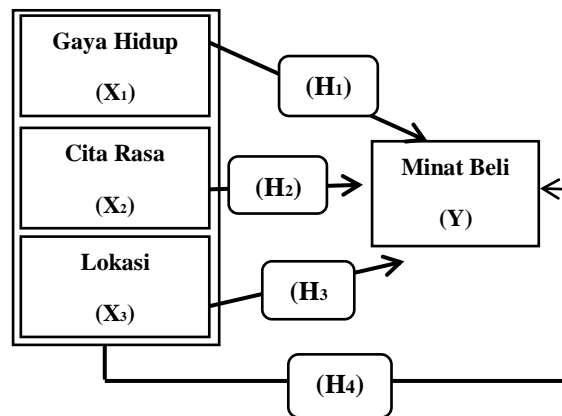 Gaya Hidup
(X₁)
(H₁)
Cita Rasa
(X₂)
(H₂)
Minat Beli
(Y)
Lokasi
(X₃)
(H₃
(H₄)